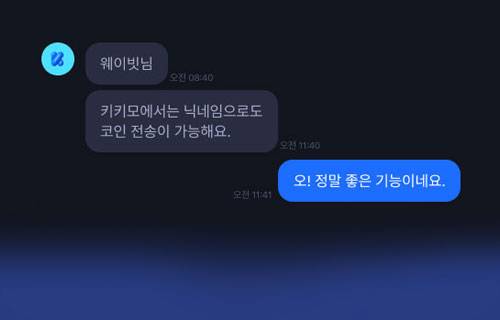 웨이빗님
오전 08:40
키키모에서는 닉네임으로도
코인 전송이 가능해요.
오전 11:40
오! 정말 좋은 기능이네요.
오전 11:41